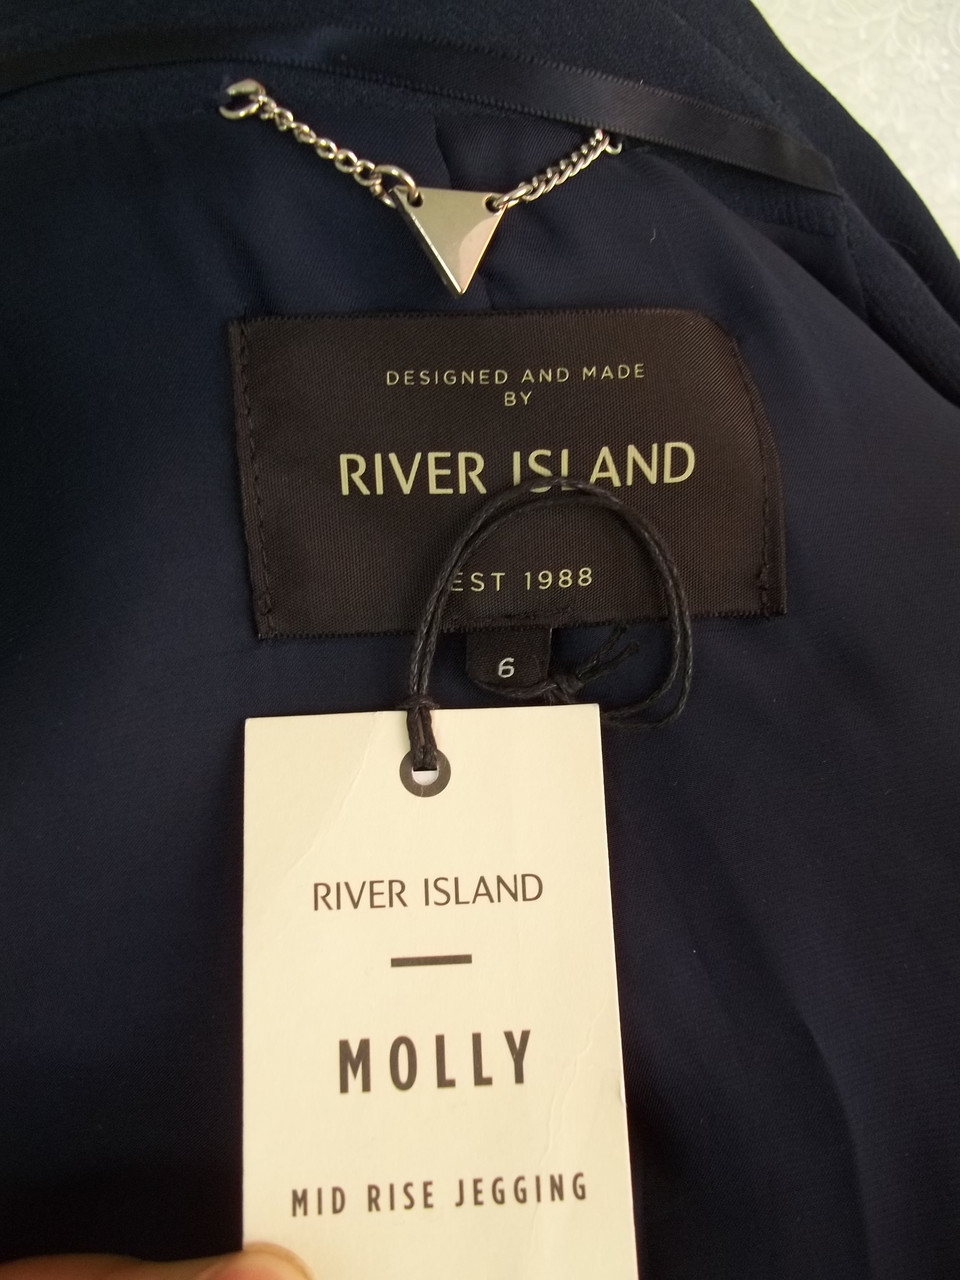 DESIGNED AND MADE
BY
RIVER ISLAND
EST 1988
6
RIVER ISLAND
MOLLY
MID RISE JEGGING